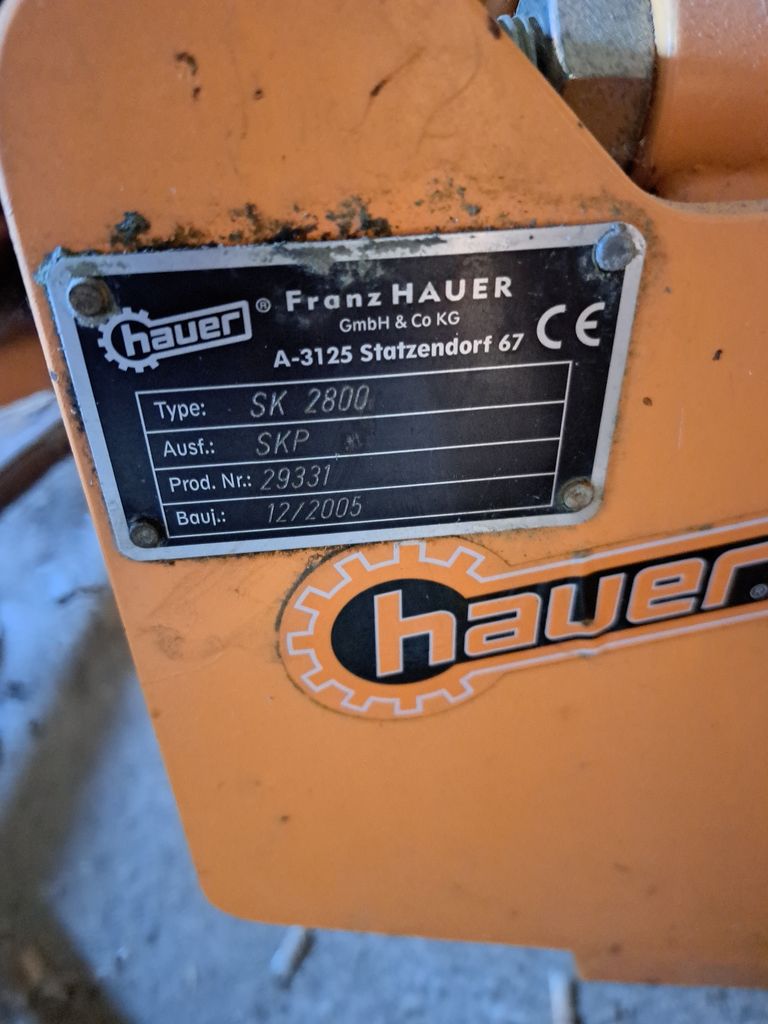 hauer ® Franz HAUER
GmbH & Co KG
A-3125 Statzendorf 67 CE
Type: SK 2800
Ausf.: SKP
Prod. Nr.: 29331
Bauj.: 12/2005
hauer ®